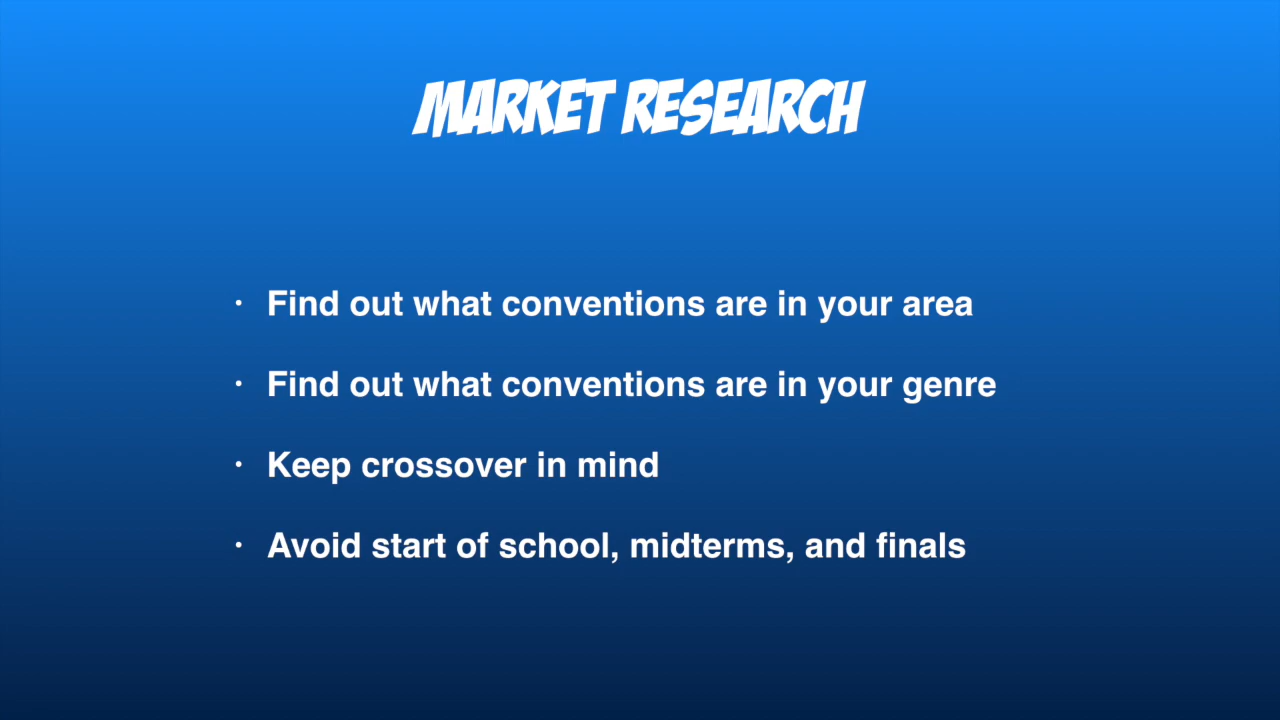 MARKET RESEARCH
• Find out what conventions are in your area
• Find out what conventions are in your genre
• Keep crossover in mind
• Avoid start of school, midterms, and finals